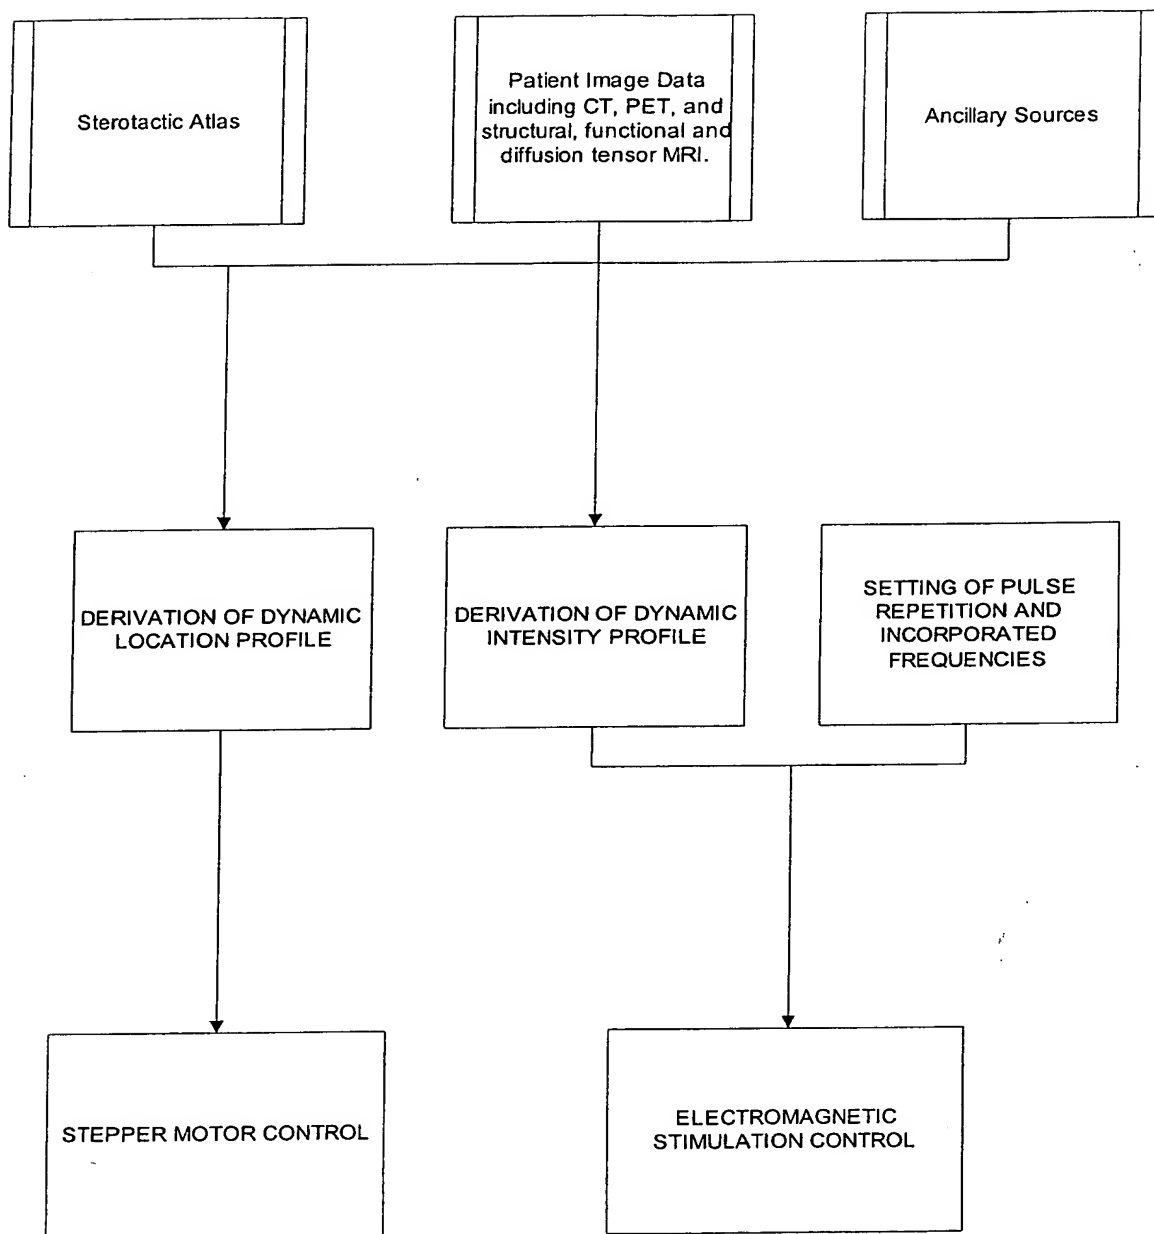 Sterotactic Atlas
Patient Image Data
including CT, PET, and
structural, functional and
diffusion tensor MRI.
Ancillary Sources
DERIVATION OF DYNAMIC
LOCATION PROFILE
DERIVATION OF DYNAMIC
INTENSITY PROFILE
SETTING OF PULSE
REPETITION AND
INCORPORATED
FREQUENCIES
STEPPER MOTOR CONTROL
ELECTROMAGNETIC
STIMULATION CONTROL